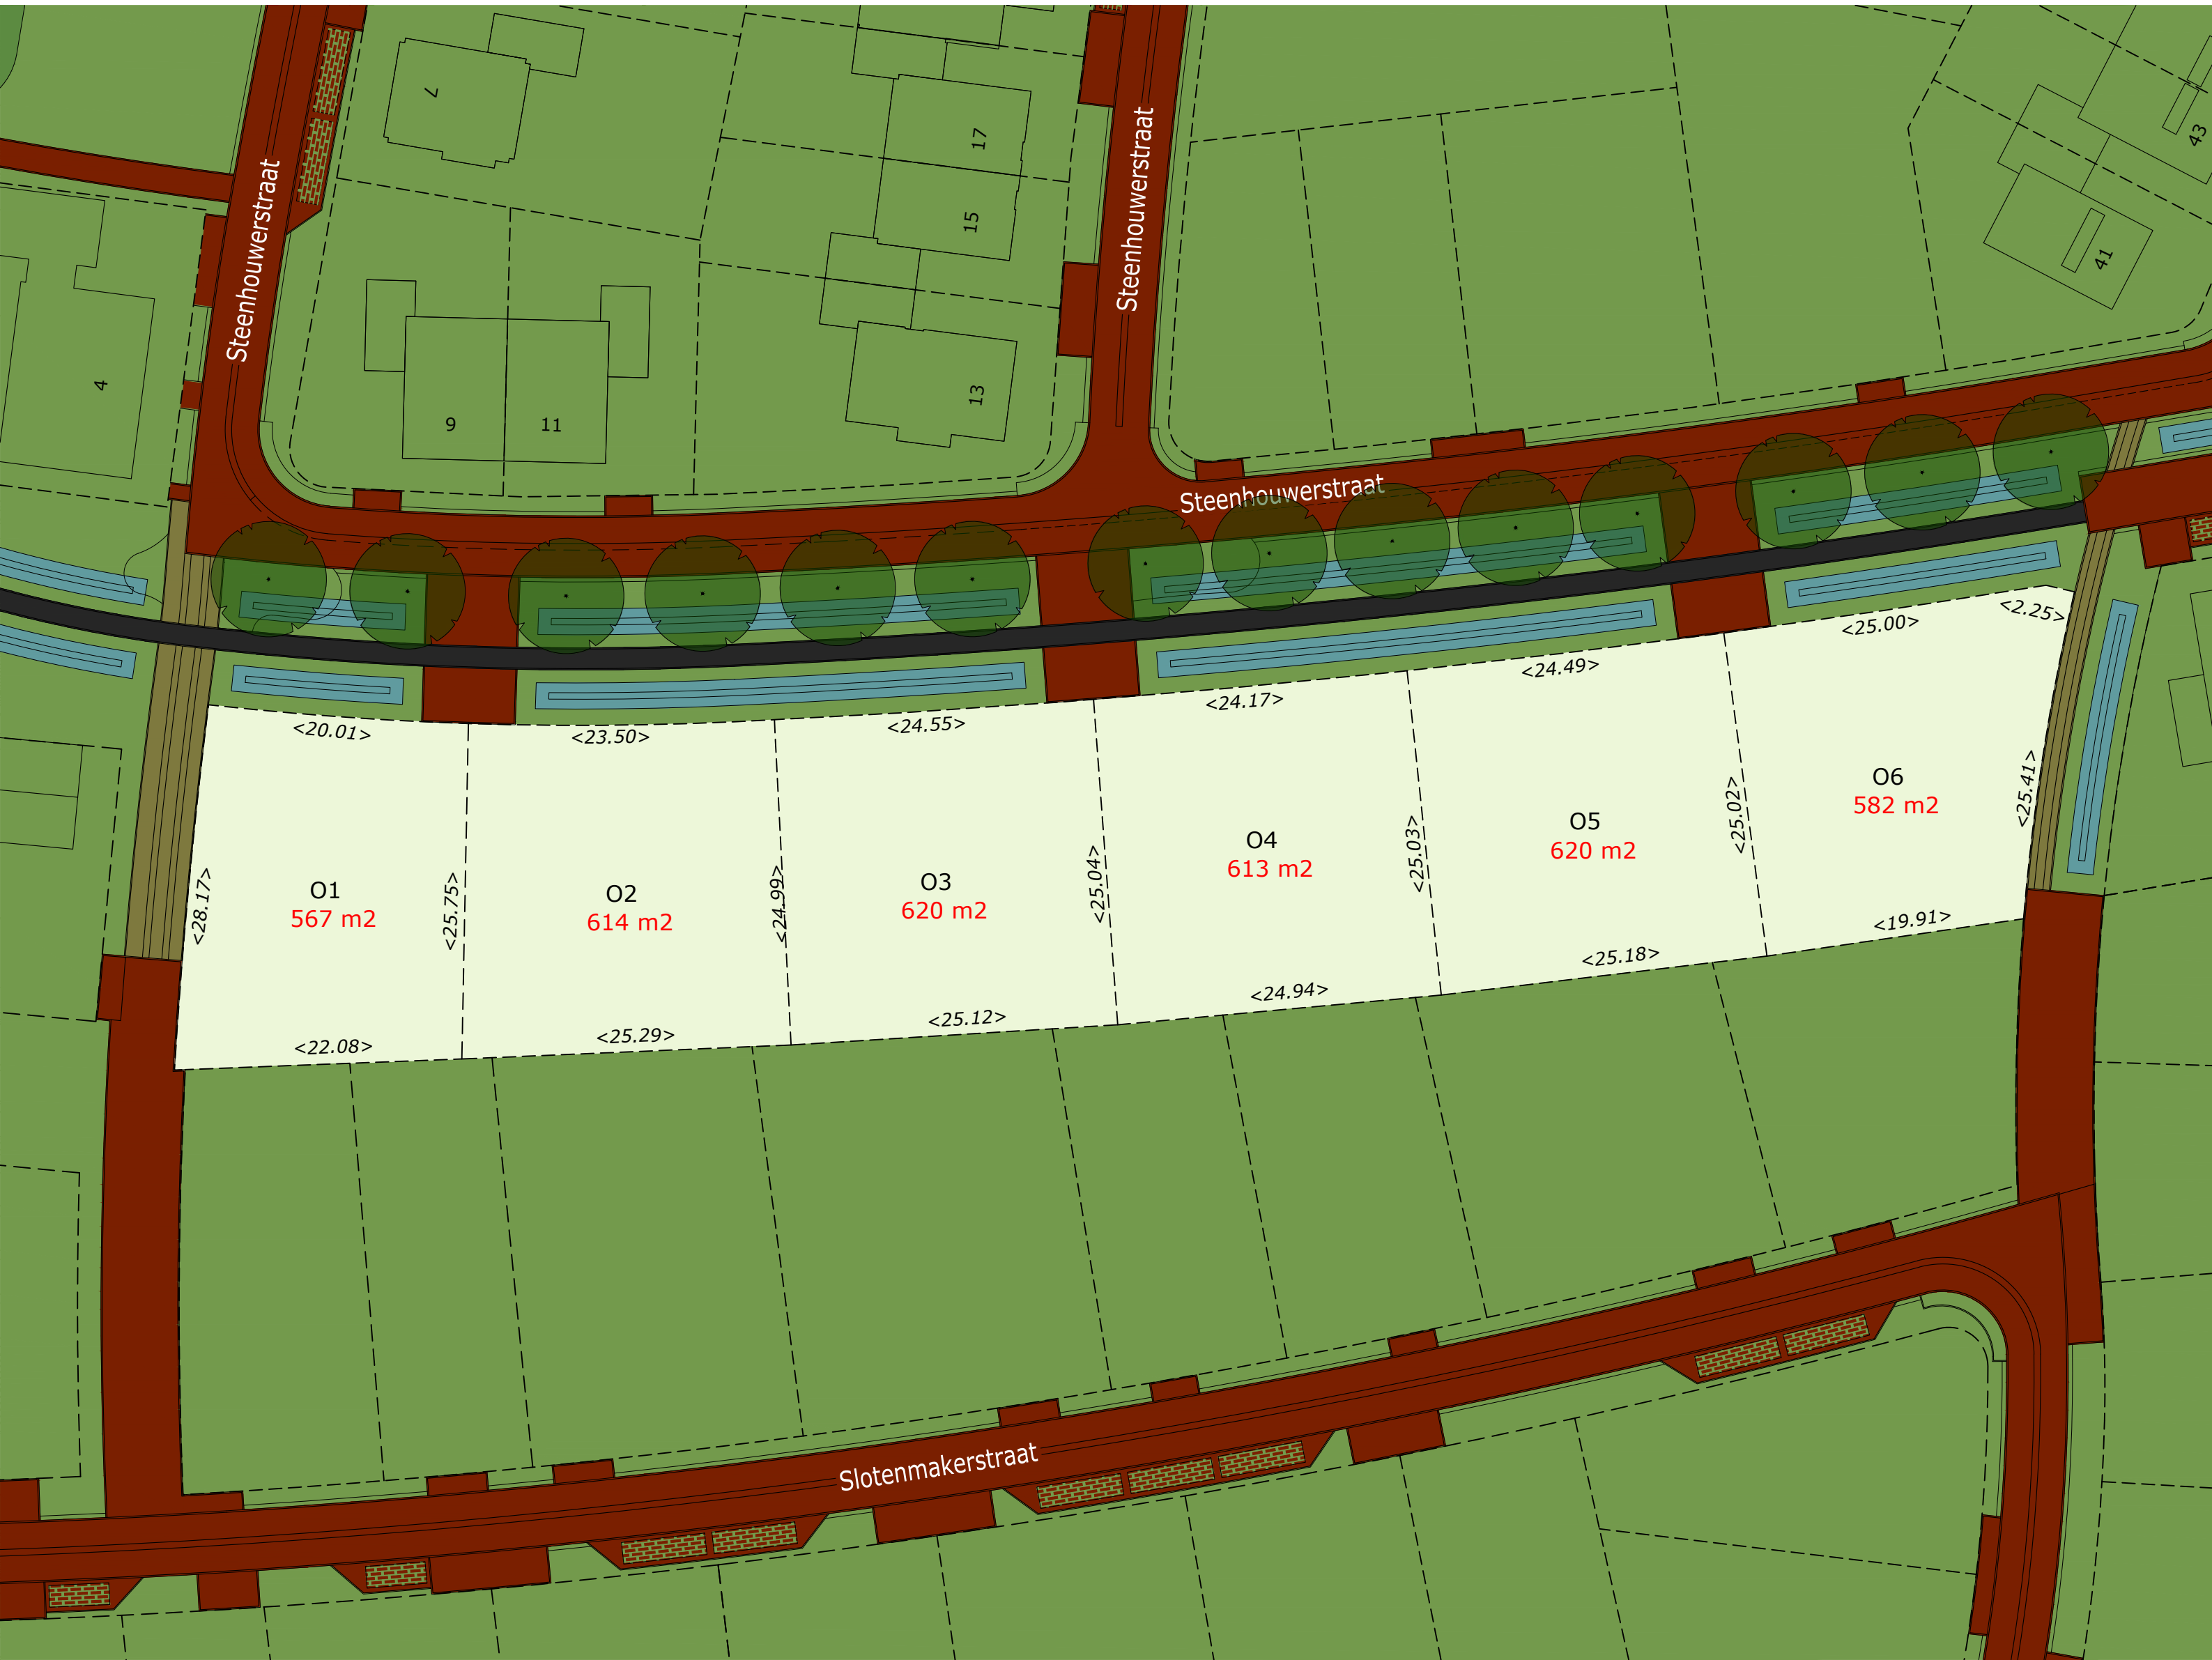 7
17
43
Steenhouwerstraat
Steenhouwerstraat
15
41
4
13
9
11
Steenhouwerstraat
<2.25>
<25.00>
<24.49>
<24.17>
<24.55>
<20.01>
<23.50>
O6
582 m2
<25.41>
<25.02>
O5
620 m2
O4
613 m2
<25.03>
<25.04>
O3
620 m2
O1
567 m2
O2
614 m2
<28.17>
<25.75>
<24.99>
<19.91>
<25.18>
<24.94>
<25.12>
<25.29>
<22.08>
Slotenmakerstraat